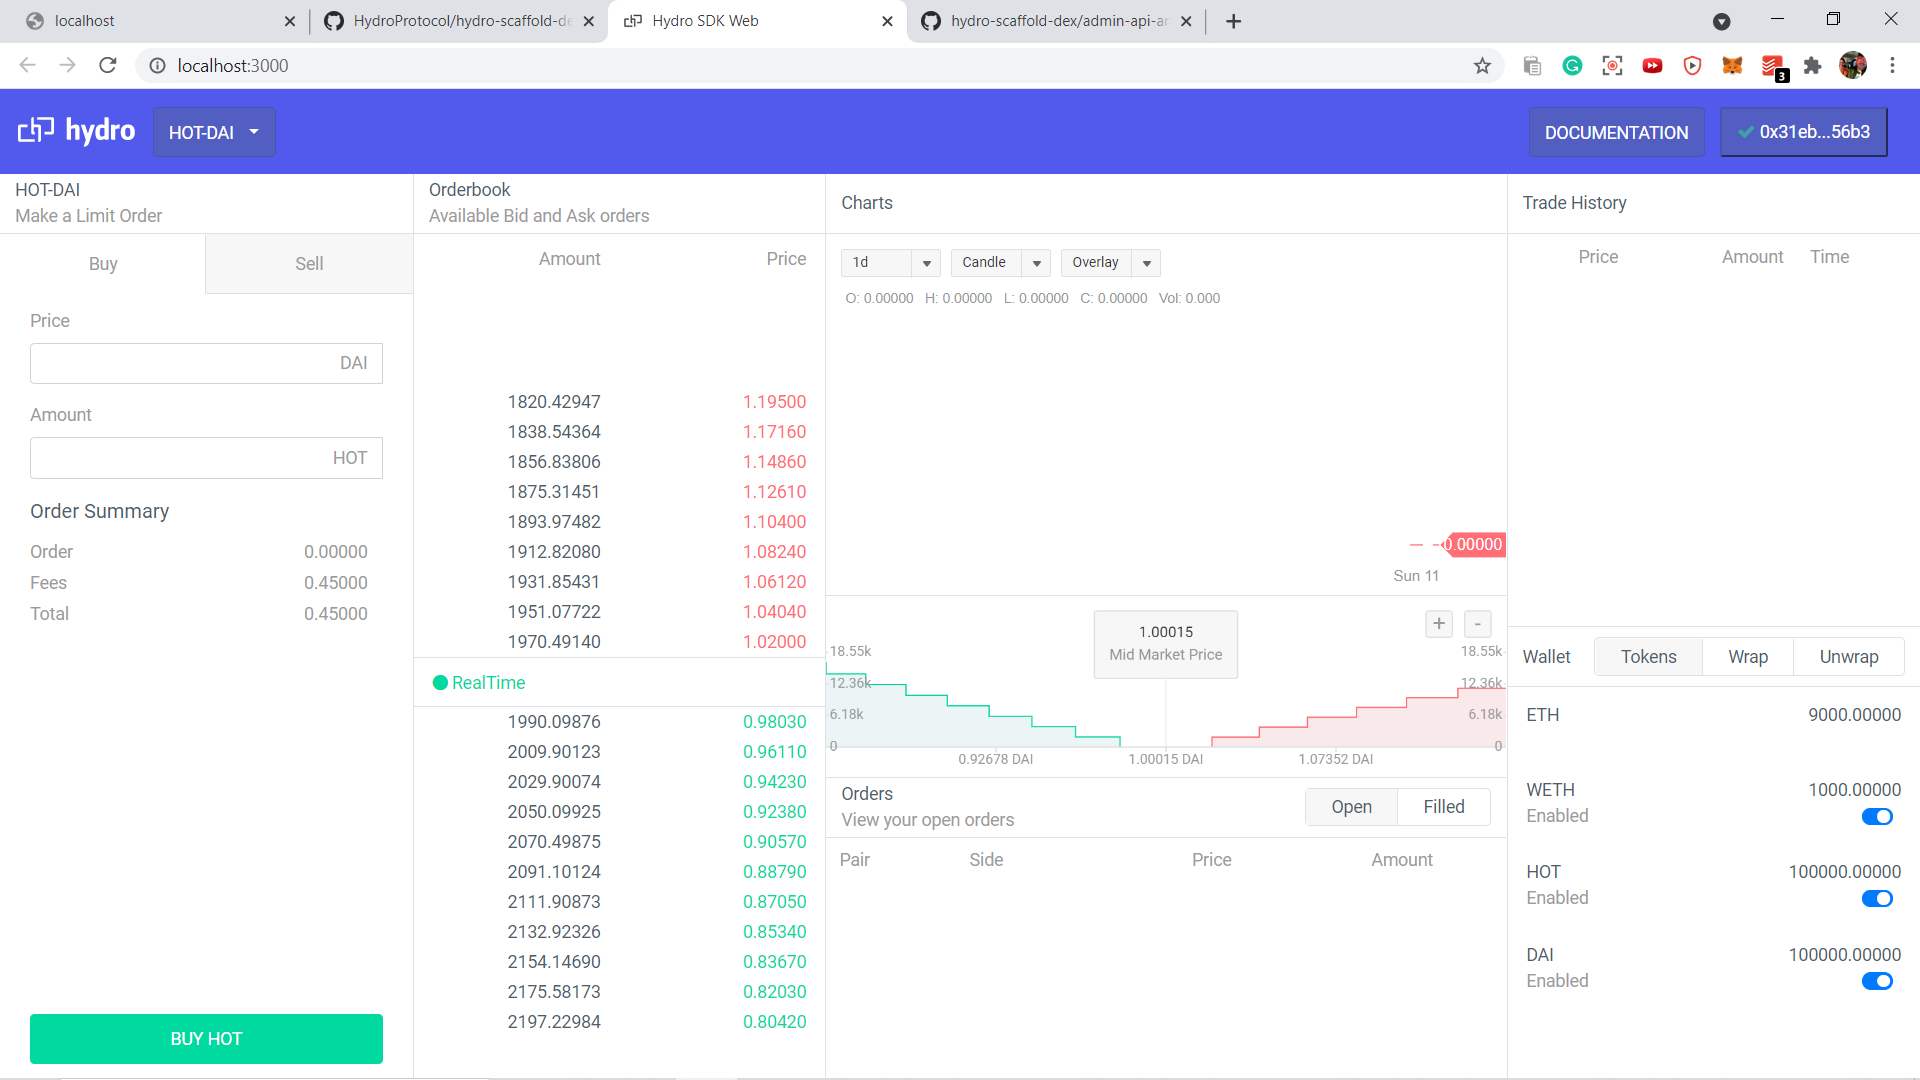 localhost
HydroProtocol/hydro-scaffold-de
Hydro SDK Web
hydro-scaffold-dex/admin-api-an
localhost:3000
3
hydro
HOT-DAI
DOCUMENTATION
0x31eb...56b3
HOT-DAI
Make a Limit Order
Buy
Sell
Price
DAI
Amount
HOT
Order Summary
Order 0.00000
Fees 0.45000
Total 0.45000
BUY HOT
Orderbook
Available Bid and Ask orders
Amount Price
1820.42947 1.19500
1838.54364 1.17160
1856.83806 1.14860
1875.31451 1.12610
1893.97482 1.10400
1912.82080 1.08240
1931.85431 1.06120
1951.07722 1.04040
1970.49140 1.02000
RealTime
1990.09876 0.98030
2009.90123 0.96110
2029.90074 0.94230
2050.09925 0.92380
2070.49875 0.90570
2091.10124 0.88790
2111.90873 0.87050
2132.92326 0.85340
2154.14690 0.83670
2175.58173 0.82030
2197.22984 0.80420
Charts
1d
Candle
Overlay
O: 0.00000 H: 0.00000 L: 0.00000 C: 0.00000 Vol: 0.000
0.00000
Sun 11
1.00015
Mid Market Price
+
-
18.55k 18.55k
12.36k 12.36k
6.18k 6.18k
0 0
0.92678 DAI 1.00015 DAI 1.07352 DAI
Orders
View your open orders
Open
Filled
Pair Side Price Amount
Trade History
Price Amount Time
Wallet
Tokens
Wrap
Unwrap
ETH 9000.00000
WETH 1000.00000
Enabled
HOT 100000.00000
Enabled
DAI 100000.00000
Enabled